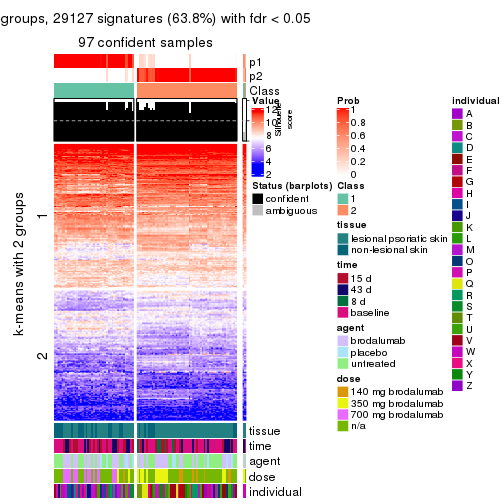 groups, 29127 signatures (63.8%) with fdr < 0.05
97 confident samples
p1
p2
Class
k-means with 2 groups
1
2
tissue
time
agent
dose
individual
Silhouette
score
Value
12
10
8
6
4
2
Status (barplots)
confident
ambiguous
Prob
1
0.8
0.6
0.4
0.2
0
Class
1
2
tissue
lesional psoriatic skin
non-lesional skin
time
15 d
43 d
8 d
baseline
agent
brodalumab
placebo
untreated
dose
140 mg brodalumab
350 mg brodalumab
700 mg brodalumab
n/a
individual
A
B
C
D
E
F
G
H
I
J
K
L
M
O
P
Q
R
S
T
U
V
W
X
Y
Z